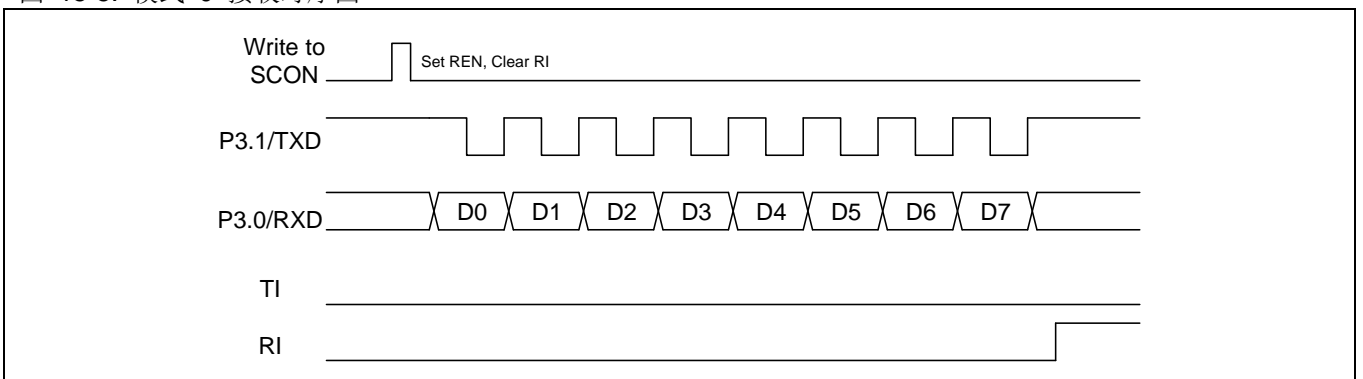 Write to
SCON
Set REN, Clear RI
P3.1/TXD
P3.0/RXD
D0 D1 D2 D3 D4 D5 D6 D7
TI
RI